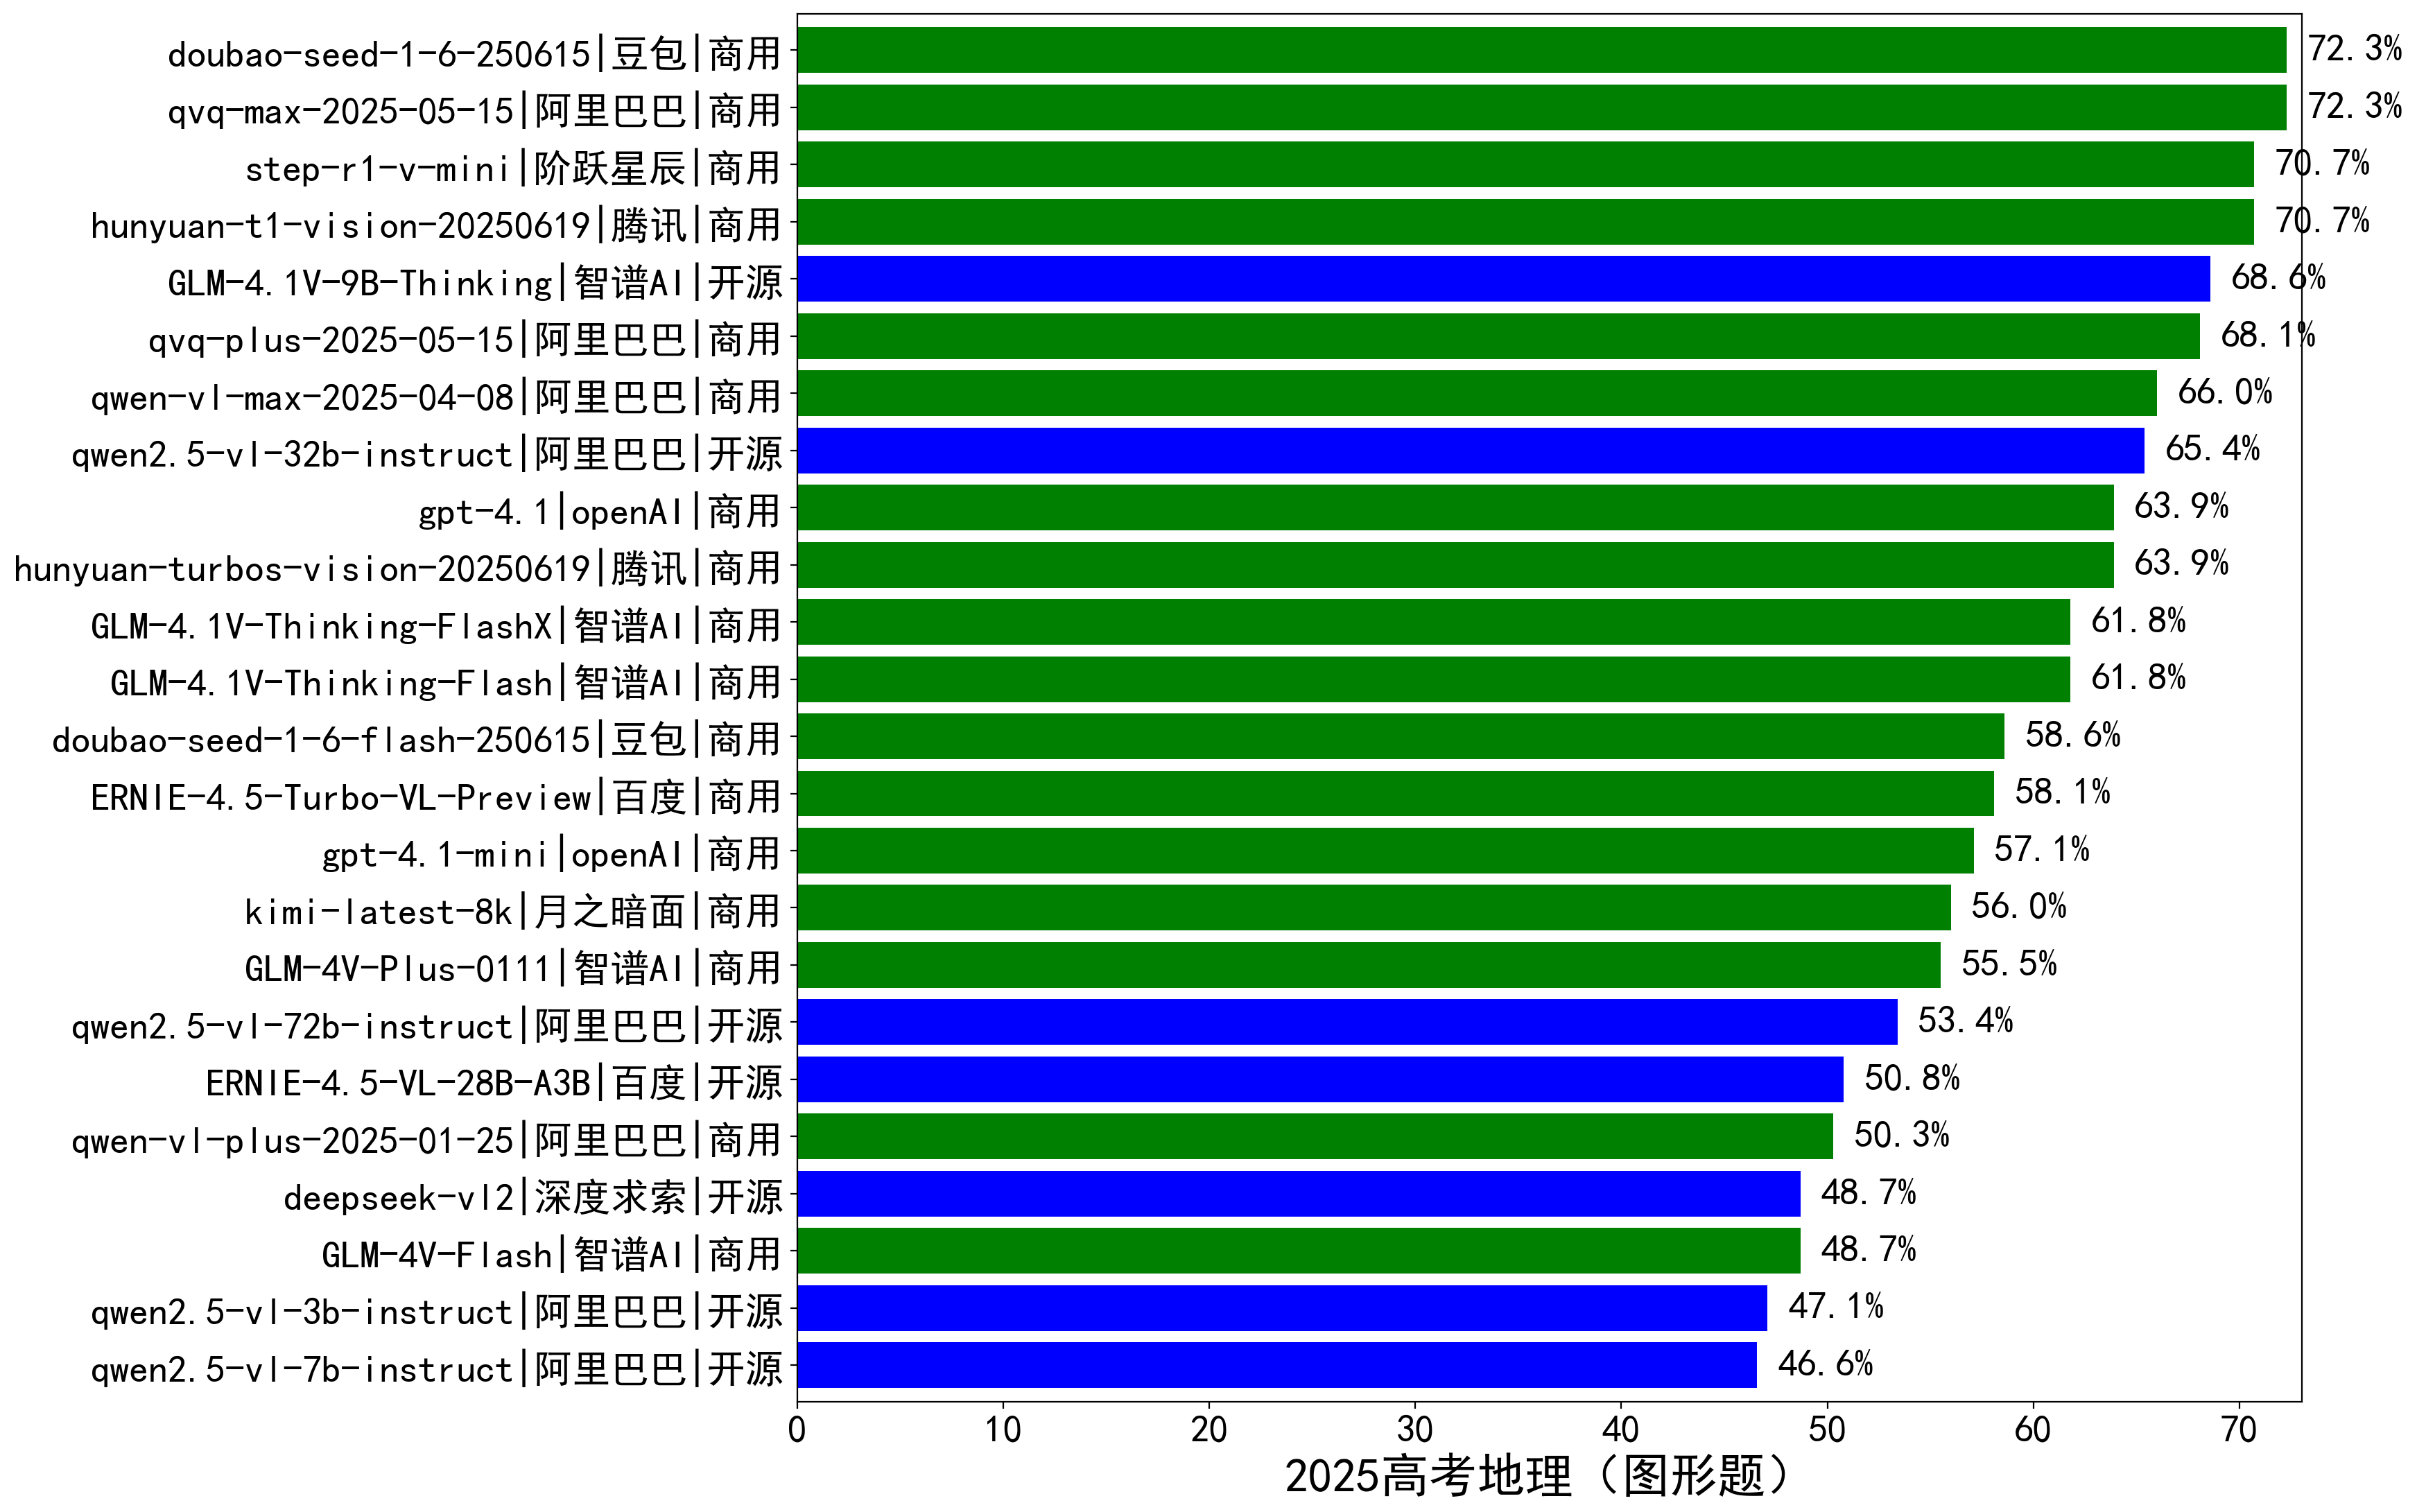 doubao-seed-1-6-250615|豆包|商用 72.3%
qvq-max-2025-05-15|阿里巴巴|商用 72.3%
step-r1-v-mini|阶跃星辰|商用 70.7%
hunyuan-t1-vision-20250619|腾讯|商用 70.7%
GLM-4.1V-9B-Thinking|智谱AI|开源 68.6%
qvq-plus-2025-05-15|阿里巴巴|商用 68.1%
qwen-vl-max-2025-04-08|阿里巴巴|商用 66.0%
qwen2.5-vl-32b-instruct|阿里巴巴|开源 65.4%
gpt-4.1|openAI|商用 63.9%
hunyuan-turbos-vision-20250619|腾讯|商用 63.9%
GLM-4.1V-Thinking-FlashX|智谱AI|商用 61.8%
GLM-4.1V-Thinking-Flash|智谱AI|商用 61.8%
doubao-seed-1-6-flash-250615|豆包|商用 58.6%
ERNIE-4.5-Turbo-VL-Preview|百度|商用 58.1%
gpt-4.1-mini|openAI|商用 57.1%
kimi-latest-8k|月之暗面|商用 56.0%
GLM-4V-Plus-0111|智谱AI|商用 55.5%
qwen2.5-vl-72b-instruct|阿里巴巴|开源 53.4%
ERNIE-4.5-VL-28B-A3B|百度|开源 50.8%
qwen-vl-plus-2025-01-25|阿里巴巴|商用 50.3%
deepseek-vl2|深度求索|开源 48.7%
GLM-4V-Flash|智谱AI|商用 48.7%
qwen2.5-vl-3b-instruct|阿里巴巴|开源 47.1%
qwen2.5-vl-7b-instruct|阿里巴巴|开源 46.6%
0 10 20 30 40 50 60 70
2025高考地理（图形题）